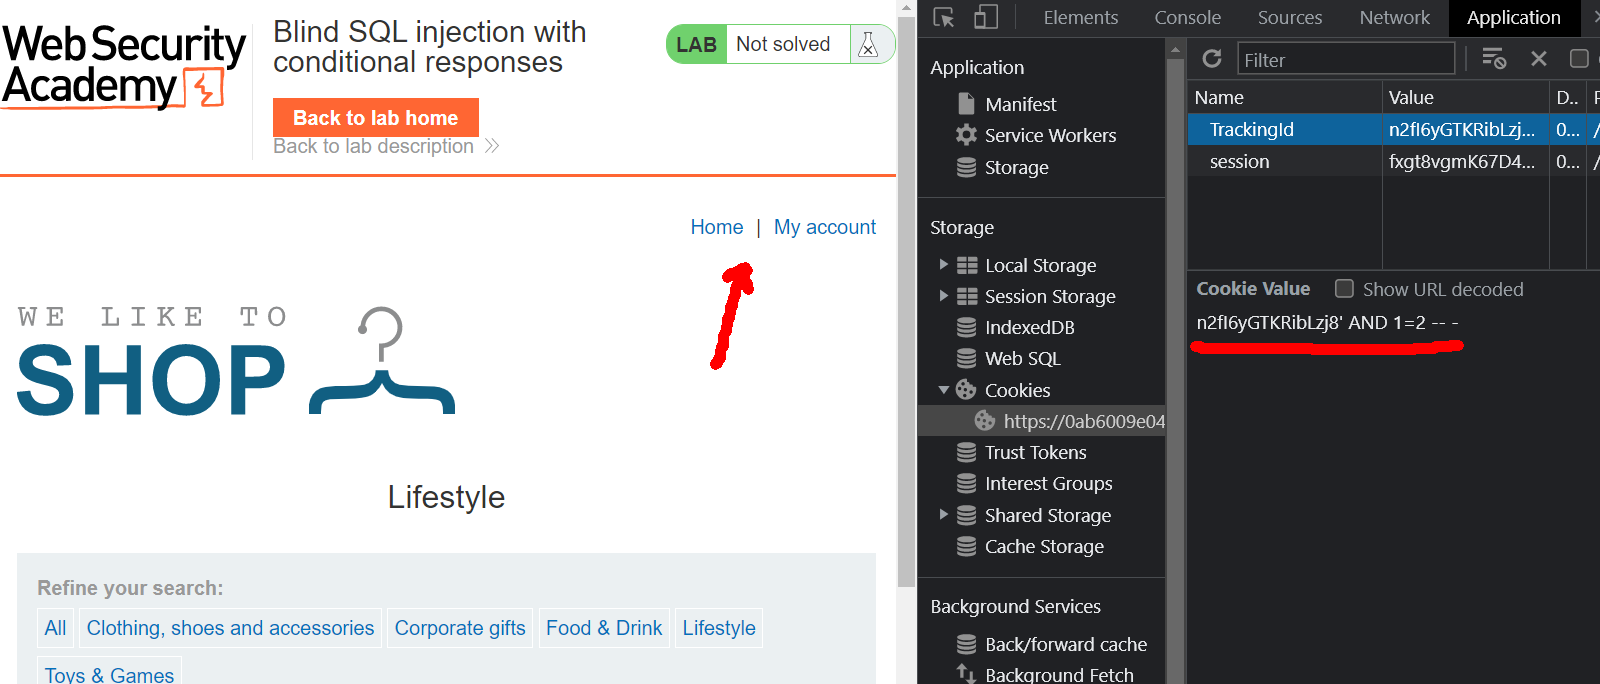 Web Security
Academy
Blind SQL injection with
conditional responses
LAB Not solved
Back to lab home
Back to lab description
Home | My account
WE LIKE TO
SHOP
Lifestyle
Refine your search:
All Clothing, shoes and accessories Corporate gifts Food & Drink Lifestyle
Toys & Games
Elements Console Sources Network Application
Application
Manifest
Service Workers
Storage
Storage
Local Storage
Session Storage
IndexedDB
Web SQL
Cookies
https://0ab6009e04
Trust Tokens
Interest Groups
Shared Storage
Cache Storage
Background Services
Back/forward cache
Background Fetch
Filter
Name Value D..
TrackingId n2fI6yGTKRibLzj... 0... /
session fxgt8vgmK67D4... 0... /
Cookie Value Show URL decoded
n2fI6yGTKRibLzj8' AND 1=2 -- -